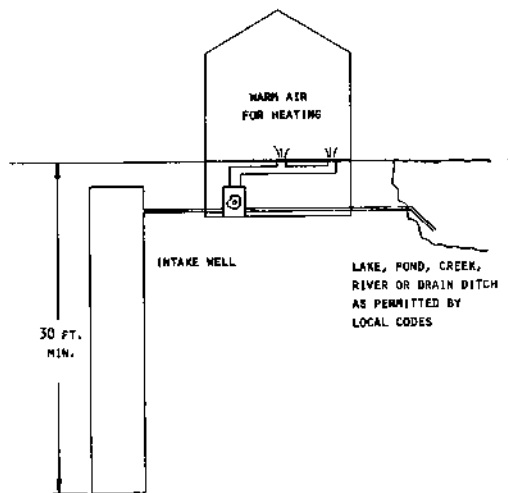 WARM AIR
FOR HEATING
INTAKE WELL
LAKE, POND, CREEK,
RIVER OR DRAIN DITCH
AS PERMITTED BY
LOCAL CODES
30 FT.
MIN.